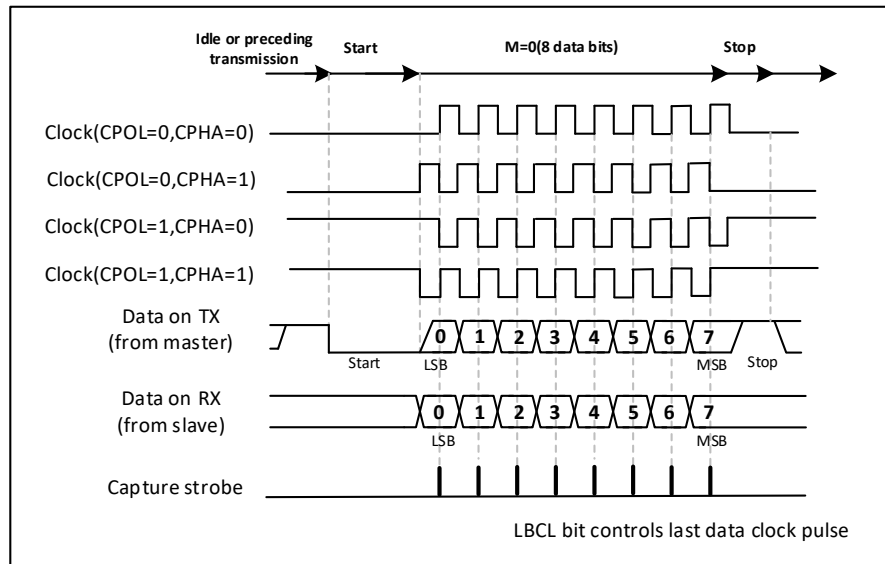 Idle or preceding
transmission
Start
M=0(8 data bits)
Stop
Clock(CPOL=0,CPHA=0)
Clock(CPOL=0,CPHA=1)
Clock(CPOL=1,CPHA=0)
Clock(CPOL=1,CPHA=1)
Data on TX
(from master)
0 1 2 3 4 5 6 7
Start
LSB
MSB
Stop
Data on RX
(from slave)
0 1 2 3 4 5 6 7
LSB
MSB
Capture strobe
LBCL bit controls last data clock pulse